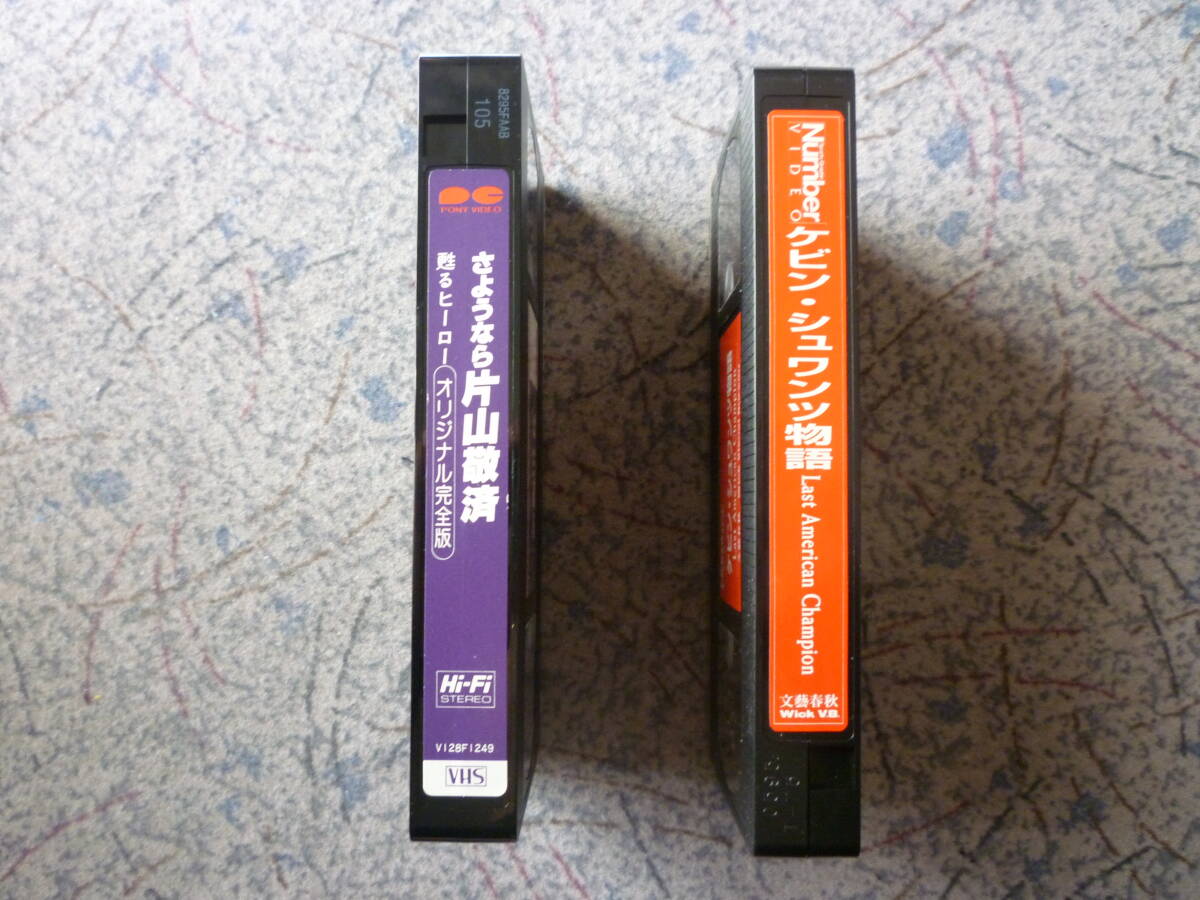 8295FAAB
105
PONY VIDEO
さようなら片山敬済
甦るヒーロー オリジナル完全版
Hi-Fi
STEREO
V128F1249
VHS
Number
VIDEO
ケビン・シュワンツ物語
Last American Champion
文藝春秋
Wick V.B.